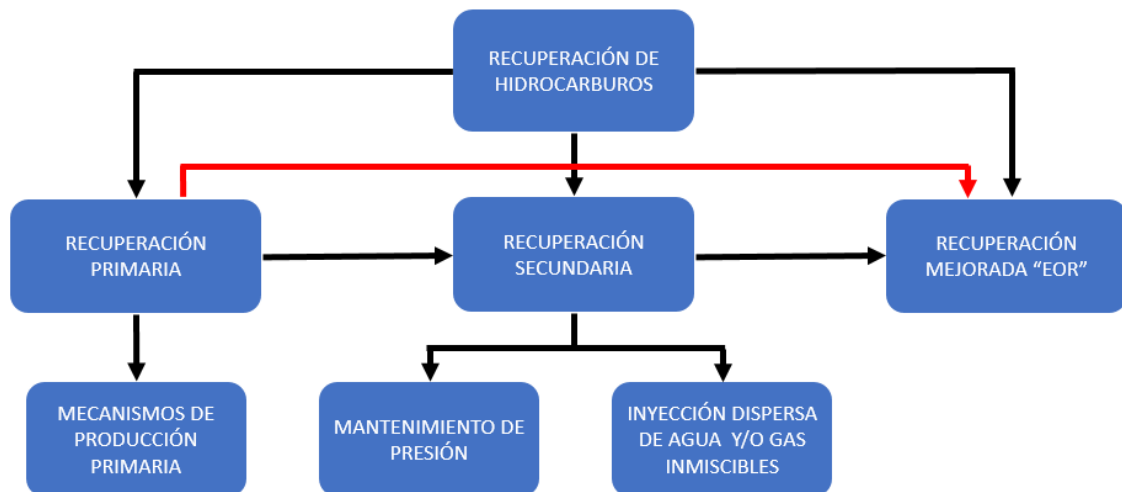 RECUPERACIÓN DE
HIDROCARBUROS
RECUPERACIÓN
PRIMARIA
RECUPERACIÓN
SECUNDARIA
RECUPERACIÓN
MEJORADA “EOR”
MECANISMOS DE
PRODUCCIÓN
PRIMARIA
MANTENIMIENTO DE
PRESIÓN
INYECCIÓN DISPERSA
DE AGUA Y/O GAS
INMISCIBLES